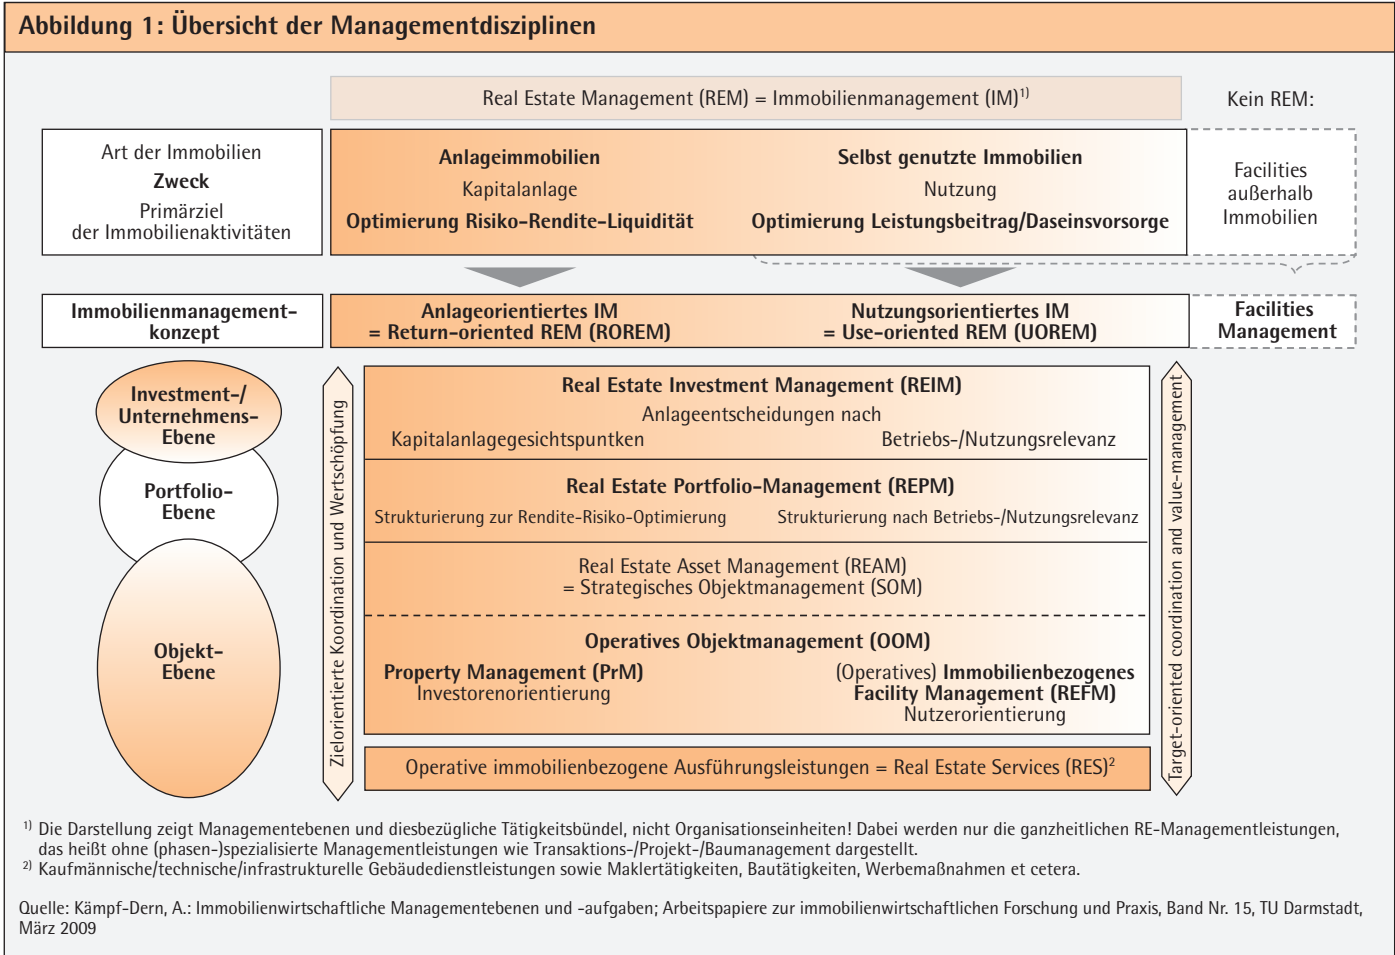 Abbildung 1: Übersicht der Managementdisziplinen
Real Estate Management (REM) = Immobilienmanagement (IM)1)
Kein REM:
Art der Immobilien
Zweck
Primärziel
der Immobilienaktivitäten
Anlageimmobilien
Kapitalanlage
Optimierung Risiko-Rendite-Liquidität
Selbst genutzte Immobilien
Nutzung
Optimierung Leistungsbeitrag/Daseinsvorsorge
Facilities
außerhalb
Immobilien
Immobilienmanagement-
konzept
Anlageorientiertes IM
= Return-oriented REM (ROREM)
Nutzungsorientiertes IM
= Use-oriented REM (UOREM)
Facilities
Management
Investment-/
Unternehmens-
Ebene
Portfolio-
Ebene
Objekt-
Ebene
Zielorientierte Koordination und Wertschöpfung
Real Estate Investment Management (REIM)
Anlageentscheidungen nach
Kapitalanlagegesichtspuntken
Betriebs-/Nutzungsrelevanz
Real Estate Portfolio-Management (REPM)
Strukturierung zur Rendite-Risiko-Optimierung
Strukturierung nach Betriebs-/Nutzungsrelevanz
Real Estate Asset Management (REAM)
= Strategisches Objektmanagement (SOM)
Operatives Objektmanagement (OOM)
Property Management (PrM)
Investorenorientierung
(Operatives) Immobilienbezogenes
Facility Management (REFM)
Nutzerorientierung
Operative immobilienbezogene Ausführungsleistungen = Real Estate Services (RES)2
Target-oriented coordination and value-management
1) Die Darstellung zeigt Managementebenen und diesbezügliche Tätigkeitsbündel, nicht Organisationseinheiten! Dabei werden nur die ganzheitlichen RE-Managementleistungen,
das heißt ohne (phasen-)spezialisierte Managementleistungen wie Transaktions-/Projekt-/Baumanagement dargestellt.
2) Kaufmännische/technische/infrastrukturelle Gebäudedienstleistungen sowie Maklertätigkeiten, Bautätigkeiten, Werbemaßnahmen et cetera.
Quelle: Kämpf-Dern, A.: Immobilienwirtschaftliche Managementebenen und -aufgaben; Arbeitspapiere zur immobilienwirtschaftlichen Forschung und Praxis, Band Nr. 15, TU Darmstadt,
März 2009